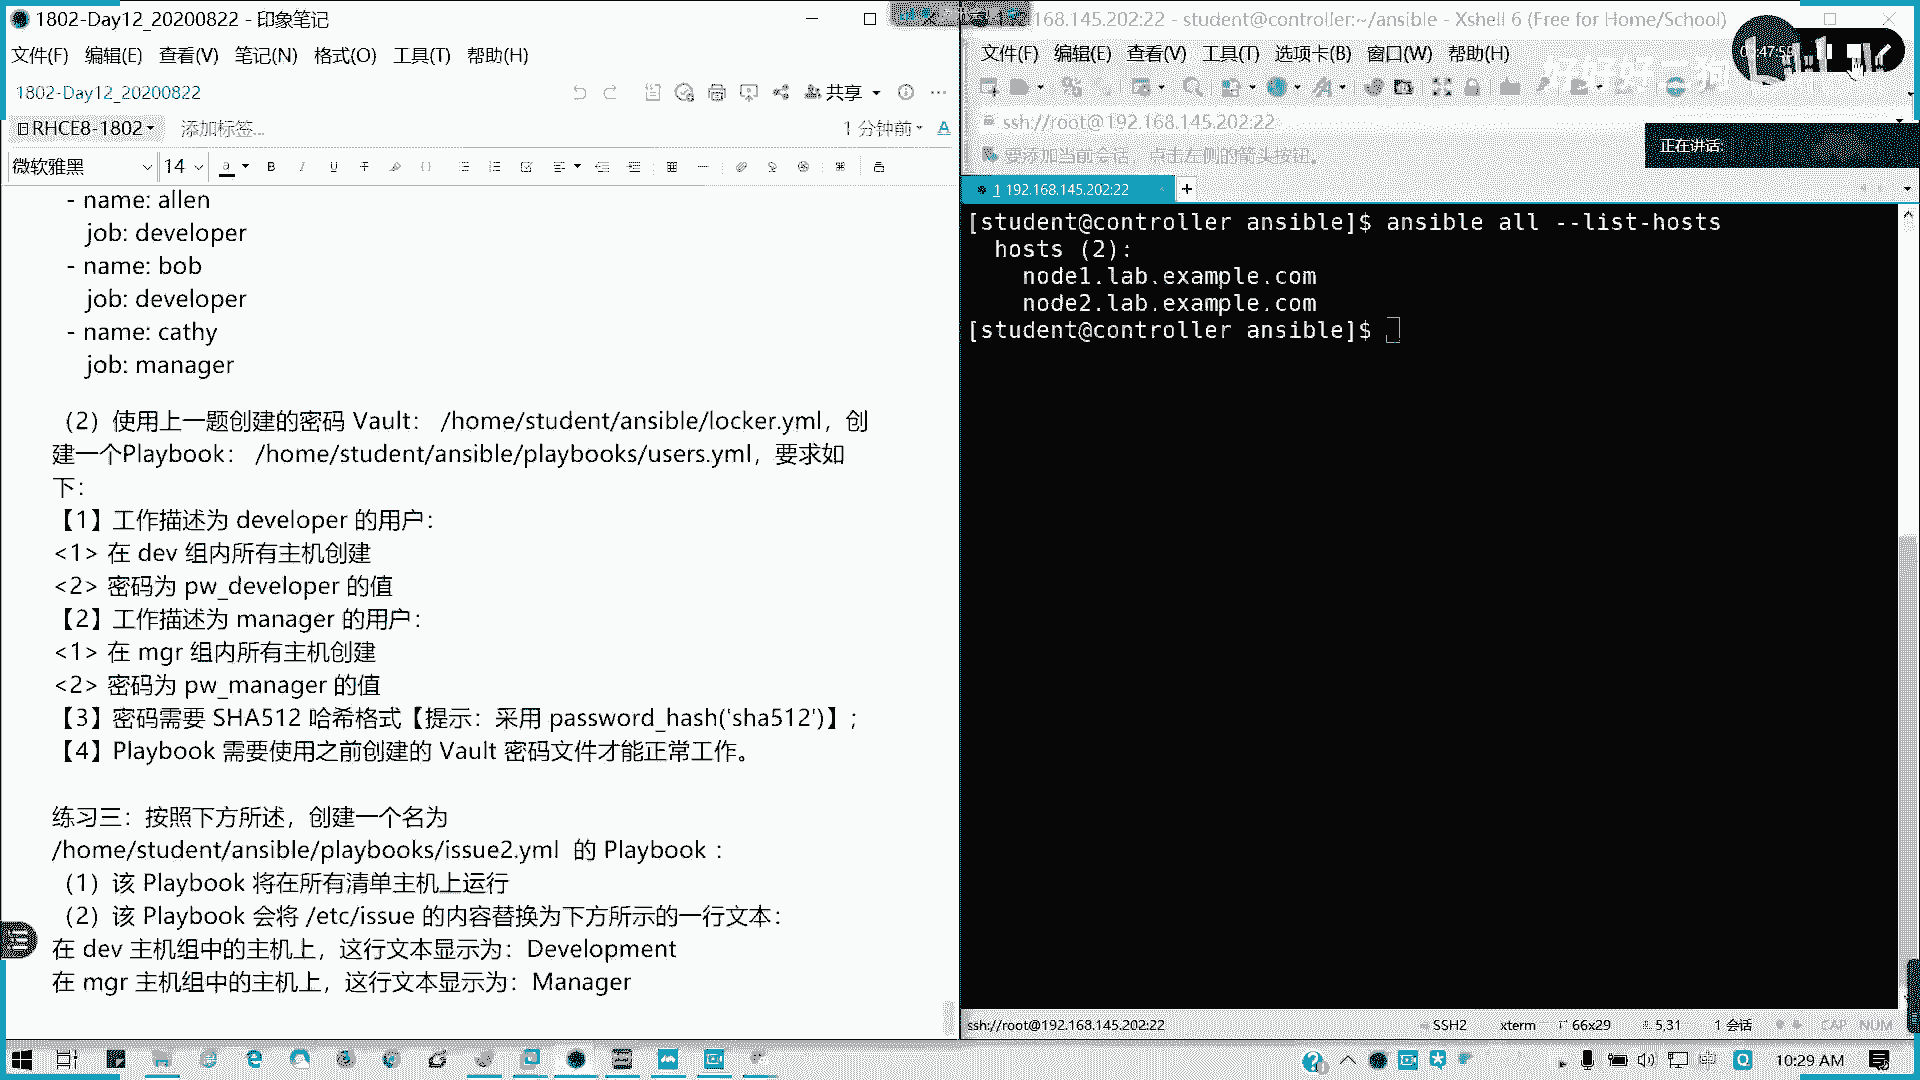 1802-Day12_20200822 - 印象笔记
文件(F) 编辑(E) 查看(V) 笔记(N) 格式(O) 工具(T) 帮助(H)
1802-Day12_20200822
共享
RHCE8-1802
添加标签...
1 分钟前
微软雅黑
14
- name: allen
job: developer
- name: bob
job: developer
- name: cathy
job: manager
（2）使用上一题创建的密码 Vault： /home/student/ansible/locker.yml，创
建一个Playbook： /home/student/ansible/playbooks/users.yml，要求如
下：
【1】工作描述为 developer 的用户：
<1> 在 dev 组内所有主机创建
<2> 密码为 pw_developer 的值
【2】工作描述为 manager 的用户：
<1> 在 mgr 组内所有主机创建
<2> 密码为 pw_manager 的值
【3】密码需要 SHA512 哈希格式【提示：采用 password_hash('sha512')】；
【4】Playbook 需要使用之前创建的 Vault 密码文件才能正常工作。
练习三：按照下方所述，创建一个名为
/home/student/ansible/playbooks/issue2.yml 的 Playbook ：
（1）该 Playbook 将在所有清单主机上运行
（2）该 Playbook 会将 /etc/issue 的内容替换为下方所示的一行文本：
在 dev 主机组中的主机上，这行文本显示为：Development
在 mgr 主机组中的主机上，这行文本显示为：Manager
168.145.202:22 - student@controller:~/ansible - Xshell 6 (Free for Home/School)
文件(F) 编辑(E) 查看(V) 工具(T) 选项卡(B) 窗口(W) 帮助(H)
ssh://root@192.168.145.202:22
要添加当前会话，点击左侧的箭头按钮。
正在讲话:
1 192.168.145.202:22
[student@controller ansible]$ ansible all --list-hosts
hosts (2):
node1.lab.example.com
node2.lab.example.com
[student@controller ansible]$
ssh://root@192.168.145.202:22
SSH2
xterm
66x29
5,31
1 会话
CAP NUM
中
10:29 AM